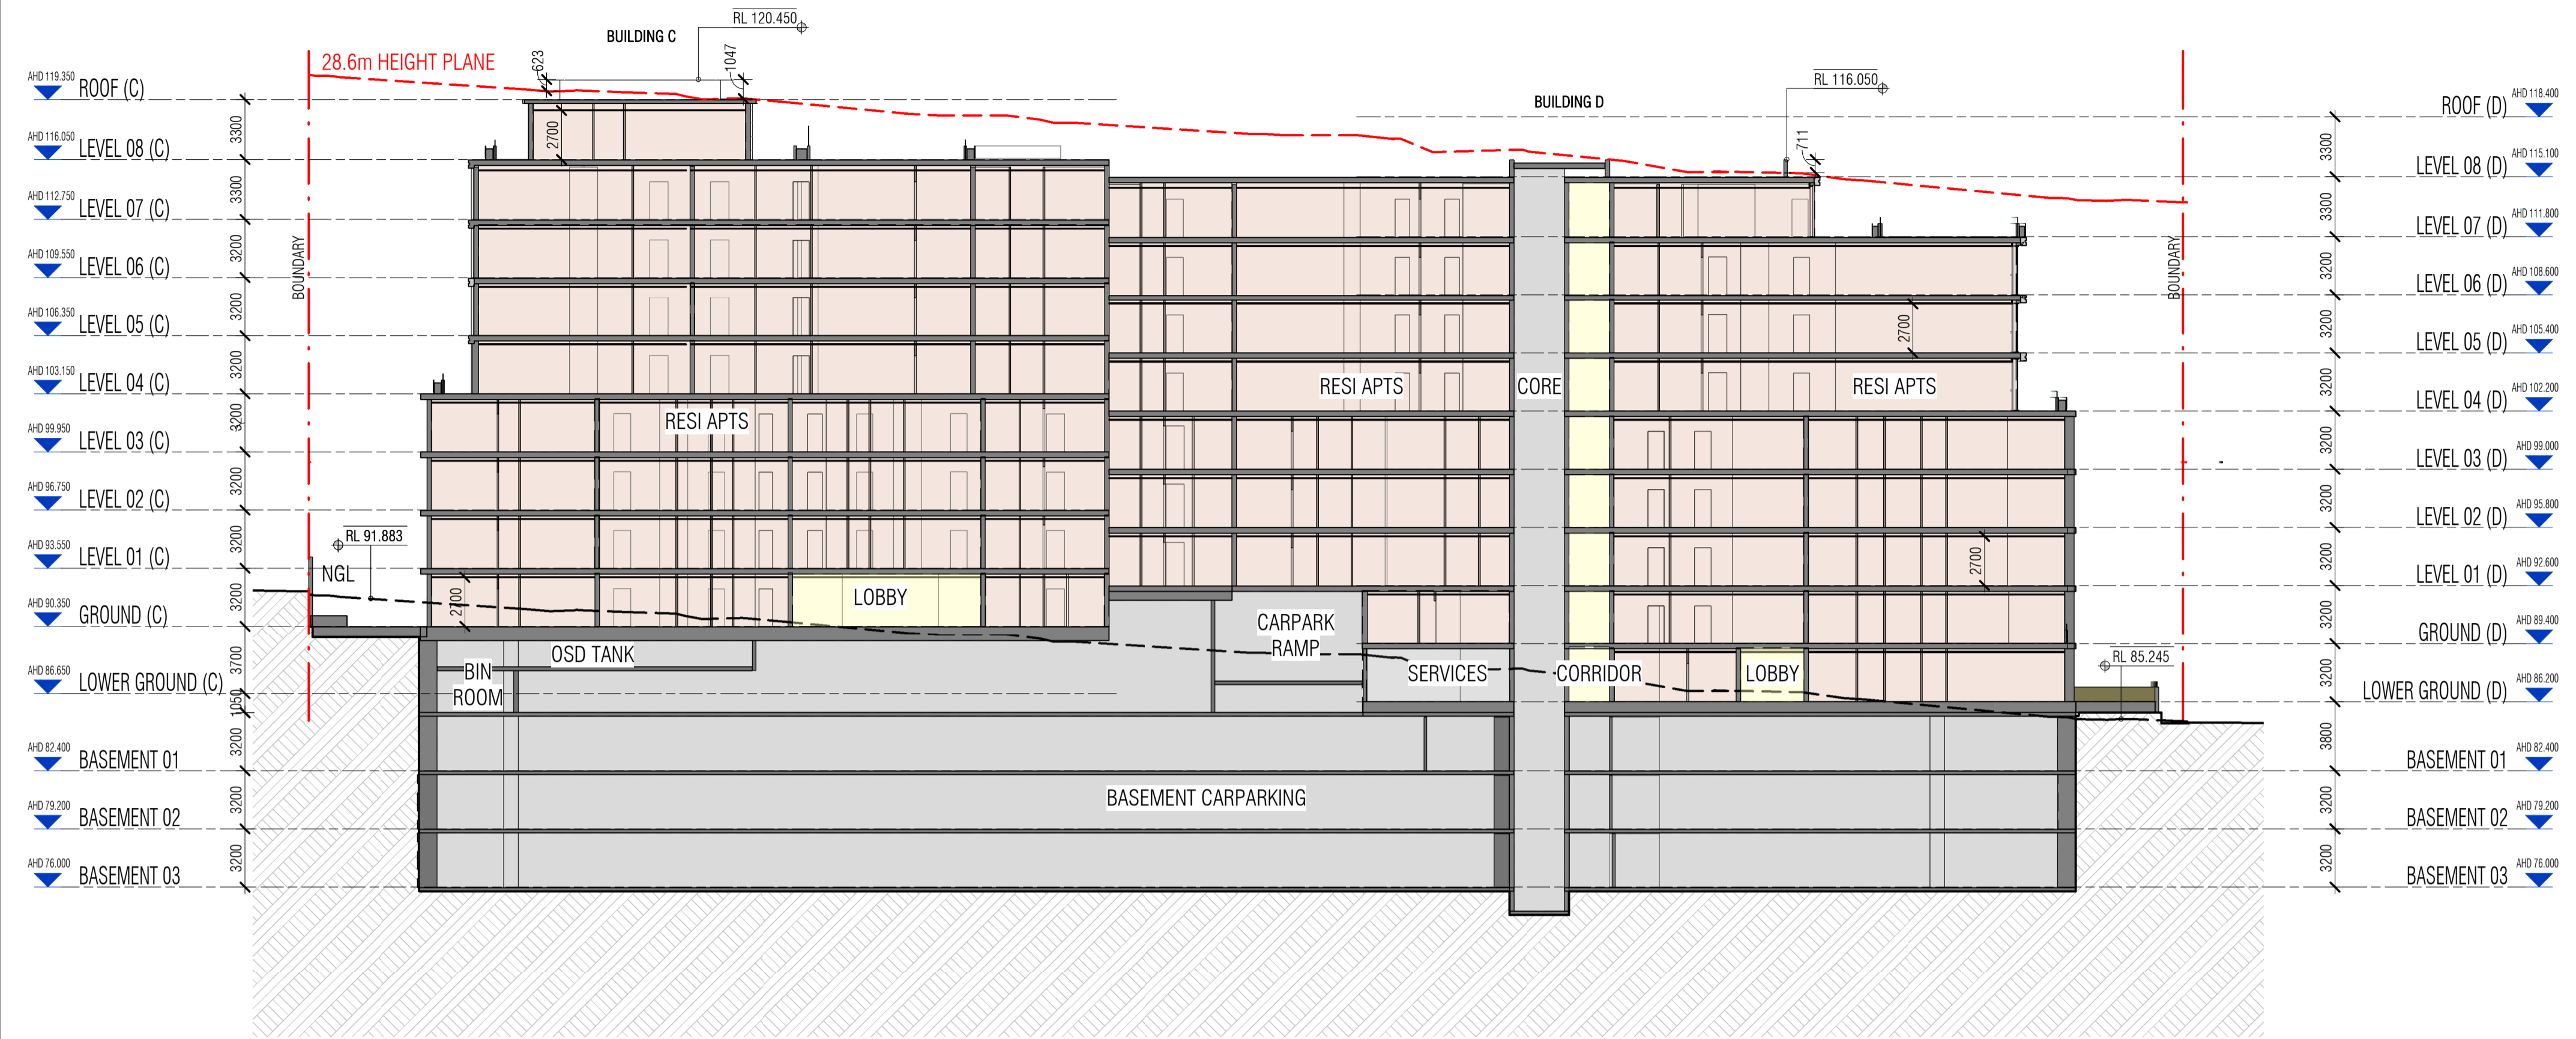 RL 120.450
BUILDING C
28.6m HEIGHT PLANE
623
1047
RL 116.050
BUILDING D
711
AHD 119.350
ROOF (C)
3300
2700
AHD 116.050
LEVEL 08 (C)
3300
AHD 112.750
LEVEL 07 (C)
3200
AHD 109.550
LEVEL 06 (C)
3200
AHD 106.350
LEVEL 05 (C)
3200
AHD 103.150
LEVEL 04 (C)
3200
AHD 99.950
LEVEL 03 (C)
3200
AHD 96.750
LEVEL 02 (C)
3200
AHD 93.550
LEVEL 01 (C)
3200
AHD 90.350
GROUND (C)
3700
AHD 86.650
LOWER GROUND (C)
1050
3200
AHD 82.400
BASEMENT 01
3200
AHD 79.200
BASEMENT 02
3200
AHD 76.000
BASEMENT 03
BOUNDARY
RL 91.883
NGL
2700
RESI APTS
LOBBY
OSD TANK
BIN
ROOM
CARPARK
RAMP
RESI APTS
CORE
RESI APTS
2700
2700
SERVICES
CORRIDOR
LOBBY
BASEMENT CARPARKING
BOUNDARY
RL 85.245
AHD 118.400
ROOF (D)
3300
AHD 115.100
LEVEL 08 (D)
3300
AHD 111.800
LEVEL 07 (D)
3200
AHD 108.600
LEVEL 06 (D)
3200
AHD 105.400
LEVEL 05 (D)
3200
AHD 102.200
LEVEL 04 (D)
3200
AHD 99.000
LEVEL 03 (D)
3200
AHD 95.800
LEVEL 02 (D)
3200
AHD 92.600
LEVEL 01 (D)
3200
AHD 89.400
GROUND (D)
3200
AHD 86.200
LOWER GROUND (D)
3800
AHD 82.400
BASEMENT 01
3200
AHD 79.200
BASEMENT 02
3200
AHD 76.000
BASEMENT 03